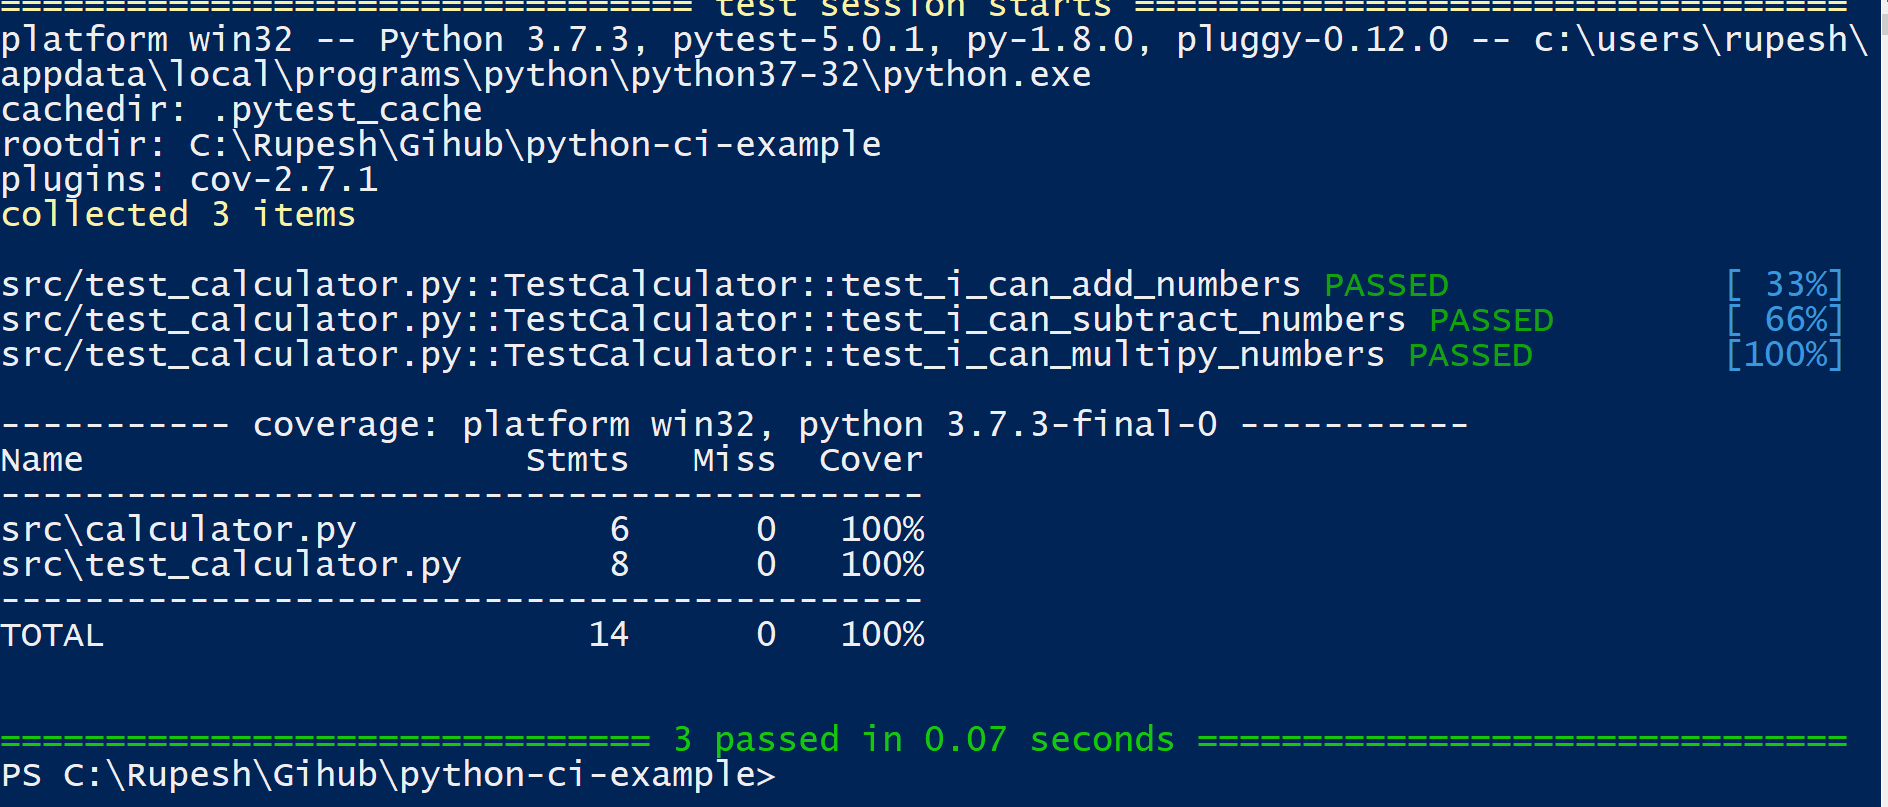 ================================= test session starts ==================================
platform win32 -- Python 3.7.3, pytest-5.0.1, py-1.8.0, pluggy-0.12.0 -- c:\users\rupesh\
appdata\local\programs\python\python37-32\python.exe
cachedir: .pytest_cache
rootdir: C:\Rupesh\Gihub\python-ci-example
plugins: cov-2.7.1
collected 3 items
src/test_calculator.py::TestCalculator::test_i_can_add_numbers PASSED [ 33%]
src/test_calculator.py::TestCalculator::test_i_can_subtract_numbers PASSED [ 66%]
src/test_calculator.py::TestCalculator::test_i_can_multipy_numbers PASSED [100%]
----------- coverage: platform win32, python 3.7.3-final-0 -----------
Name Stmts Miss Cover
--------------------------------------------
src\calculator.py 6 0 100%
src\test_calculator.py 8 0 100%
--------------------------------------------
TOTAL 14 0 100%
=============================== 3 passed in 0.07 seconds ===============================
PS C:\Rupesh\Gihub\python-ci-example>